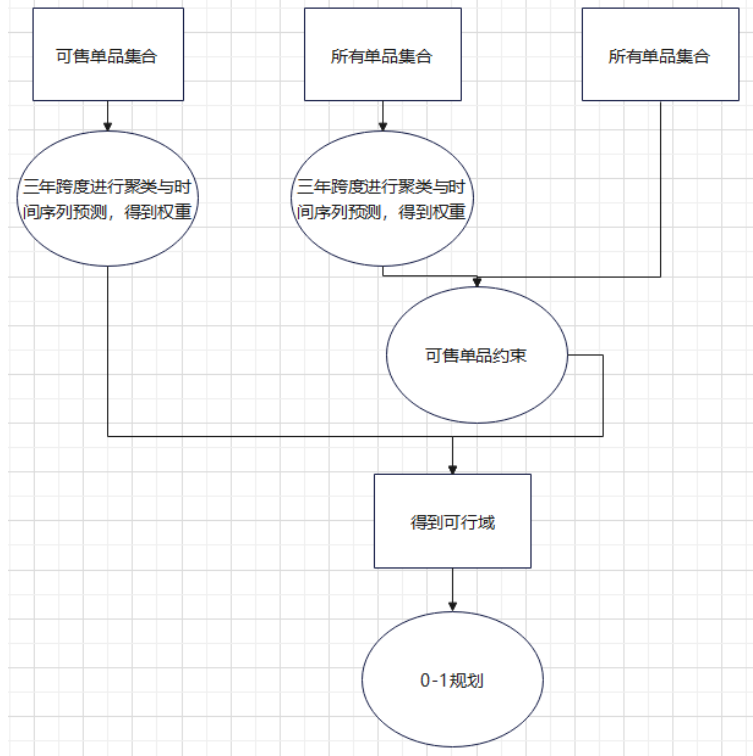 可售单品集合
所有单品集合
所有单品集合
三年跨度进行聚类与时
间序列预测，得到权重
三年跨度进行聚类与时
间序列预测，得到权重
可售单品约束
得到可行域
0-1规划